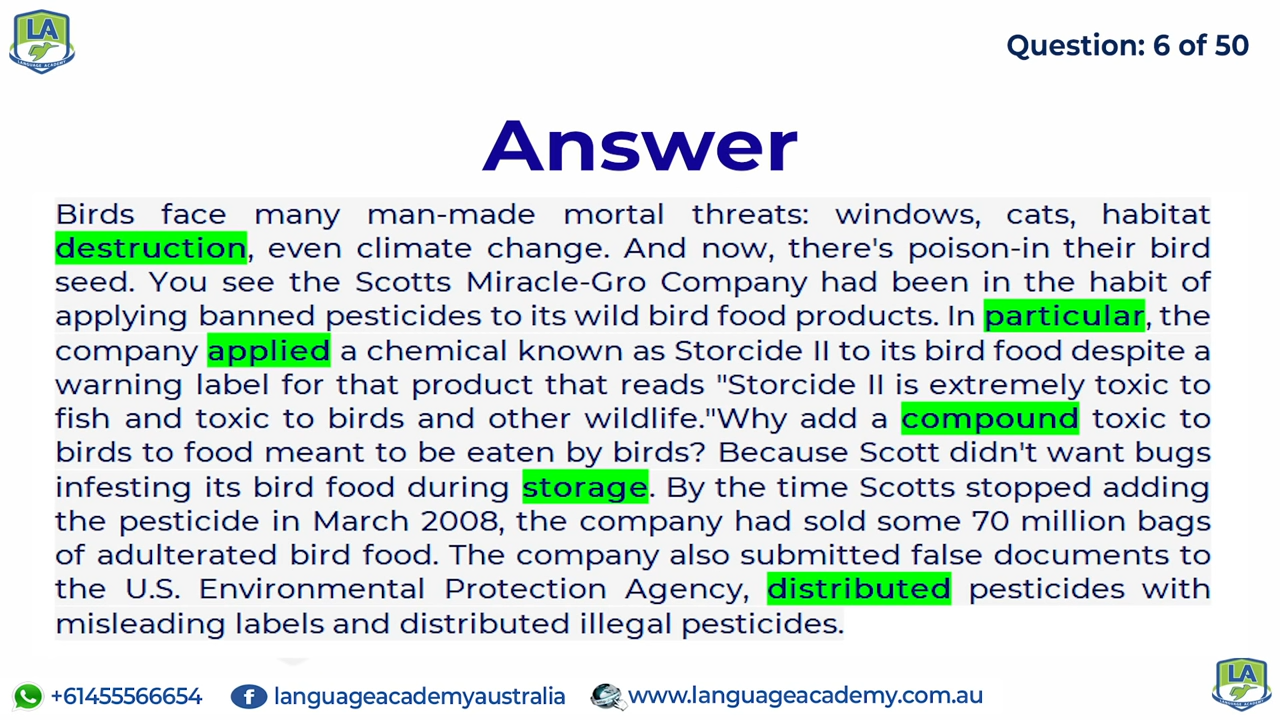 LA
LANGUAGE ACADEMY
Question: 6 of 50
Answer
Birds face many man-made mortal threats: windows, cats, habitat
destruction, even climate change. And now, there's poison-in their bird
seed. You see the Scotts Miracle-Gro Company had been in the habit of
applying banned pesticides to its wild bird food products. In particular, the
company applied a chemical known as Storcide II to its bird food despite a
warning label for that product that reads "Storcide II is extremely toxic to
fish and toxic to birds and other wildlife."Why add a compound toxic to
birds to food meant to be eaten by birds? Because Scott didn't want bugs
infesting its bird food during storage. By the time Scotts stopped adding
the pesticide in March 2008, the company had sold some 70 million bags
of adulterated bird food. The company also submitted false documents to
the U.S. Environmental Protection Agency, distributed pesticides with
misleading labels and distributed illegal pesticides.
+61455566654
languageacademyaustralia
www.languageacademy.com.au
LA
LANGUAGE ACADEMY